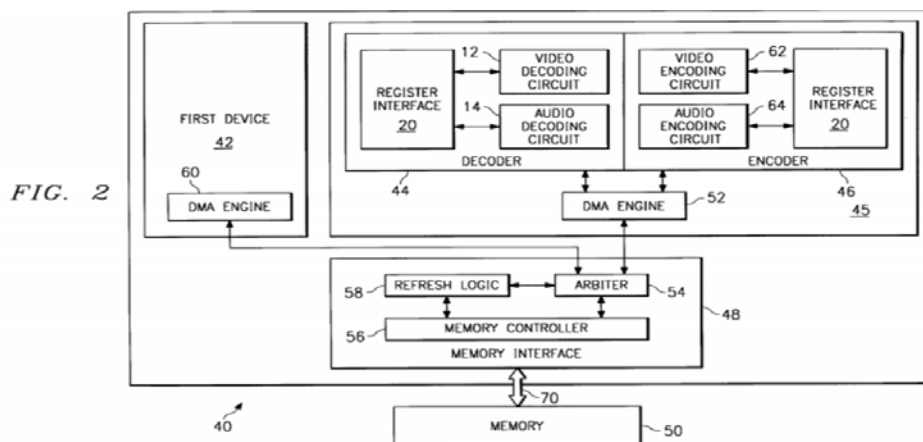 FIG. 2
FIRST DEVICE
42
60
DMA ENGINE
REGISTER
INTERFACE
20
12
VIDEO
DECODING
CIRCUIT
14
AUDIO
DECODING
CIRCUIT
DECODER
44
62
VIDEO
ENCODING
CIRCUIT
64
AUDIO
ENCODING
CIRCUIT
REGISTER
INTERFACE
20
ENCODER
46
45
DMA ENGINE
52
58
REFRESH LOGIC
ARBITER
54
56
MEMORY CONTROLLER
MEMORY INTERFACE
48
70
40
MEMORY
50